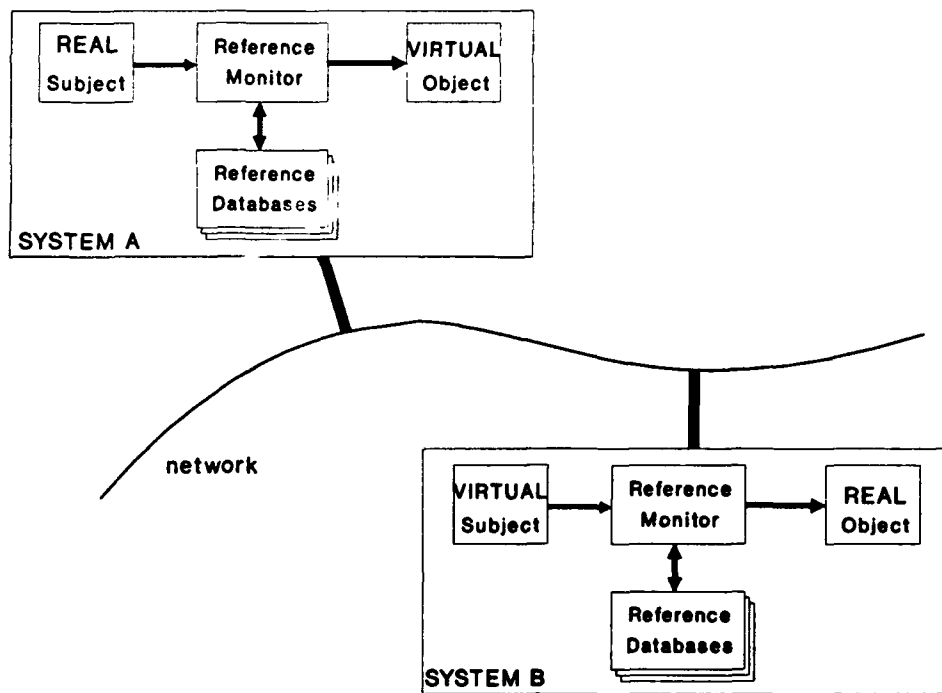 REAL
Subject
Reference
Monitor
VIRTUAL
Object
Reference
Databases
SYSTEM A
network
VIRTUAL
Subject
Reference
Monitor
REAL
Object
Reference
Databases
SYSTEM B